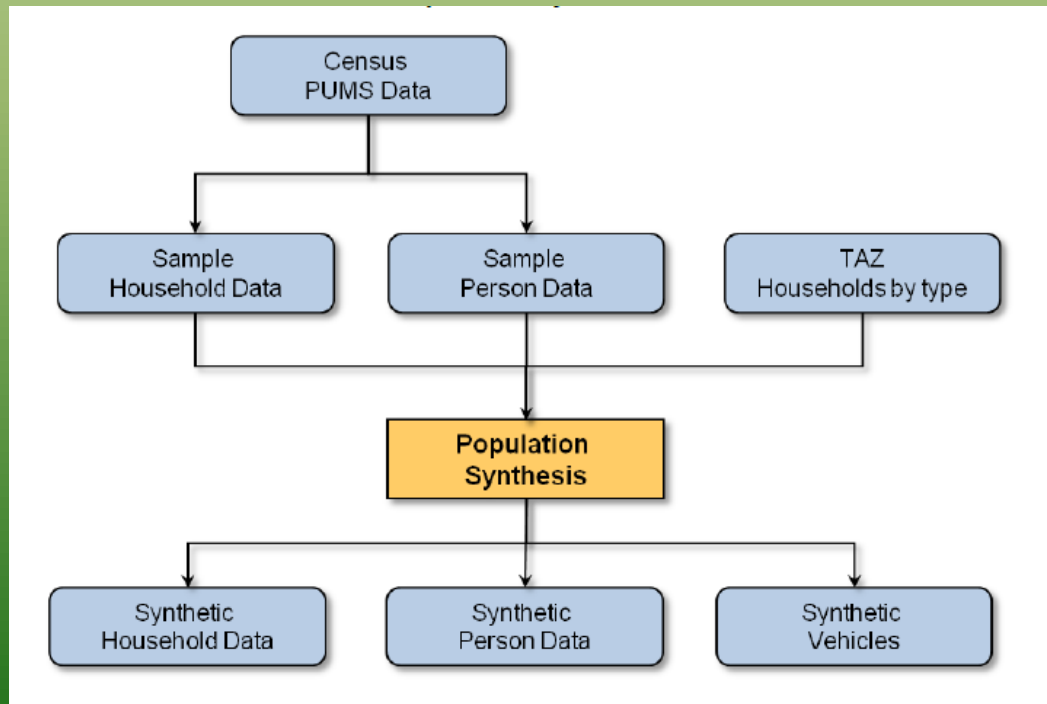 Census
PUMS Data
Sample
Household Data
Sample
Person Data
TAZ
Households by type
Population
Synthesis
Synthetic
Household Data
Synthetic
Person Data
Synthetic
Vehicles